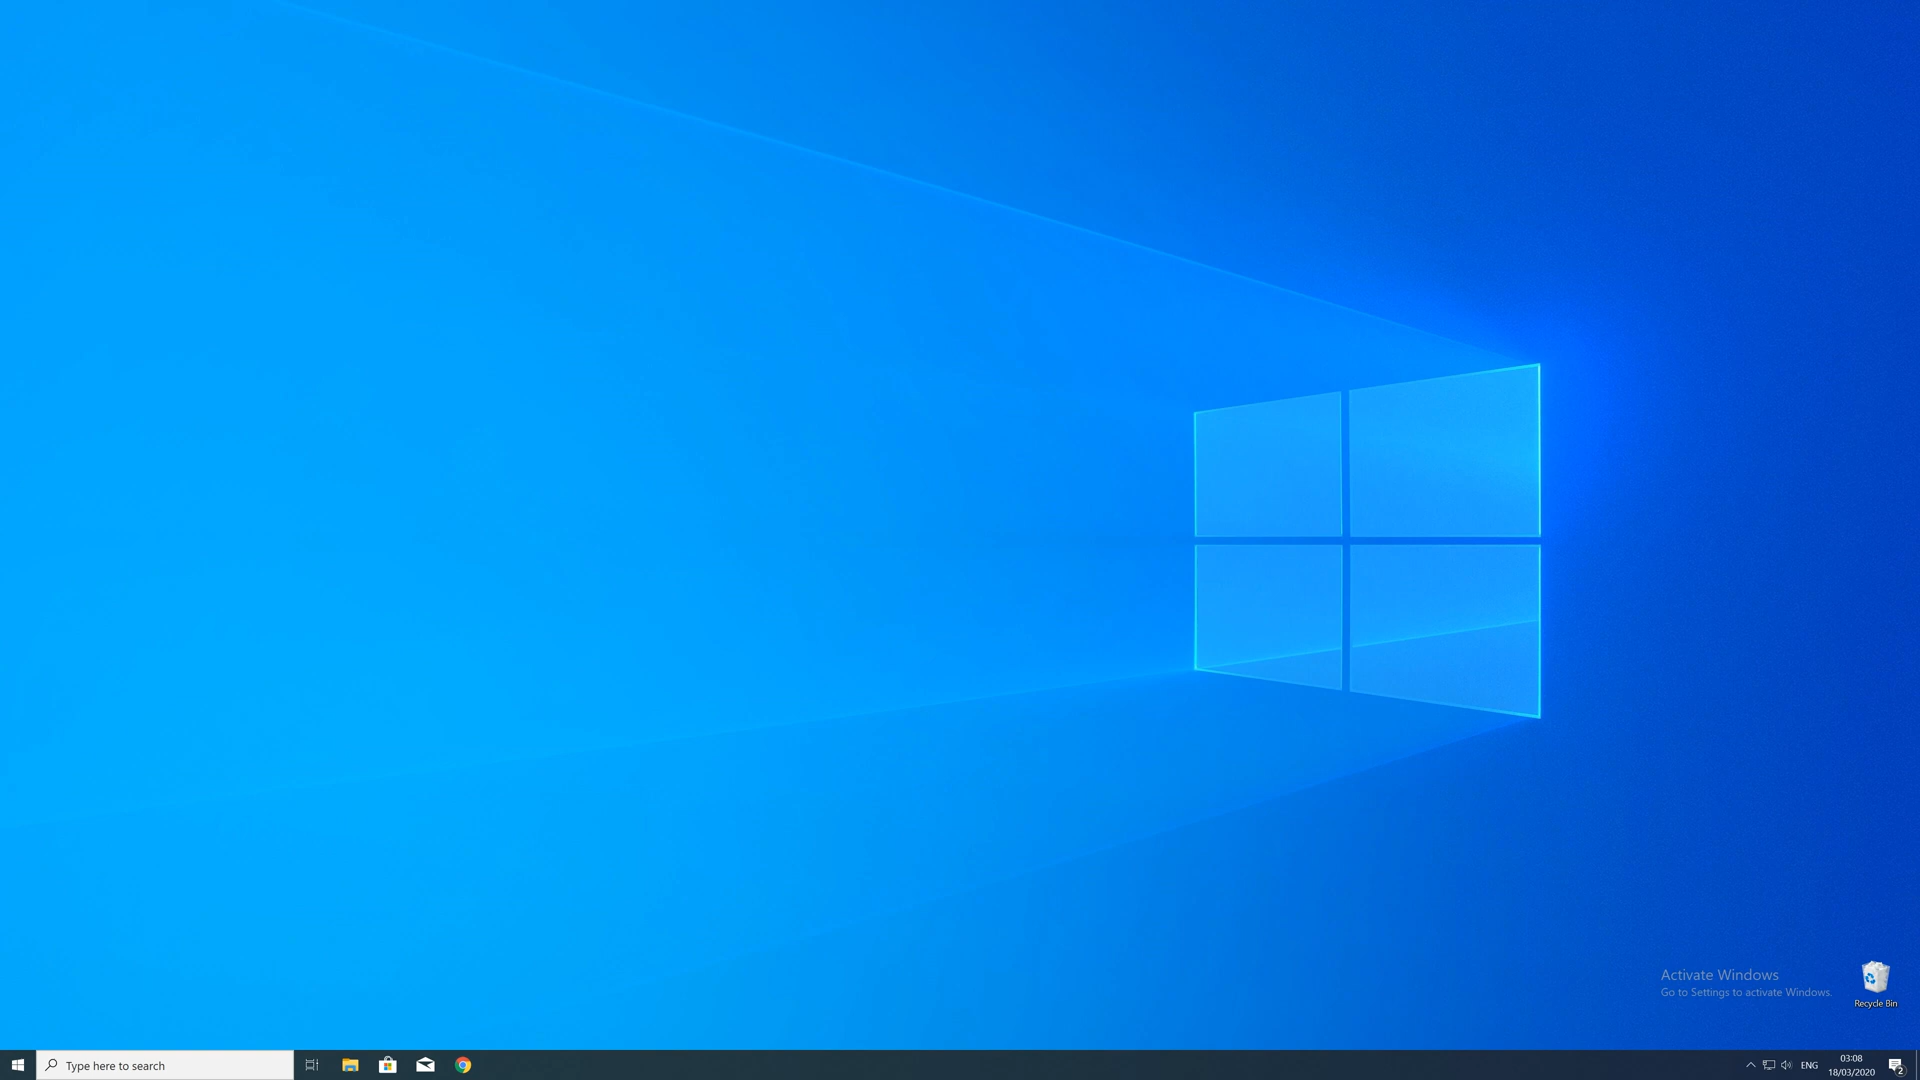 Activate Windows
Go to Settings to activate Windows.
Recycle Bin
Type here to search
ENG
03:08
18/03/2020
2